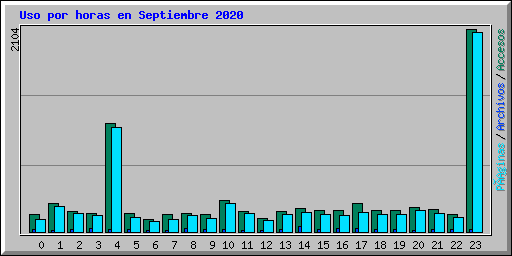 Uso por horas en Septiembre 2020
2104
Páginas / Archivos / Accesos
0 1 2 3 4 5 6 7 8 9 10 11 12 13 14 15 16 17 18 19 20 21 22 23